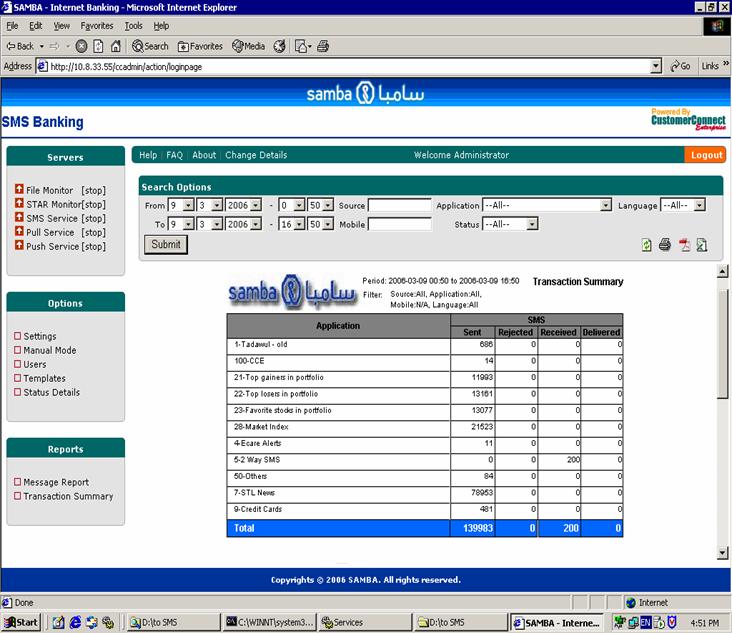 SAMBA - Internet Banking - Microsoft Internet Explorer
File Edit View Favorites Tools Help
Back Search Favorites Media
Address http://10.8.33.55/ccadmin/action/loginpage Go Links »
samba سامبا
SMS Banking
Powered By
CustomerConnect
Enterprise
Servers
File Monitor [stop]
STAR Monitor[stop]
SMS Service [stop]
Pull Service [stop]
Push Service [stop]
Options
Settings
Manual Mode
Users
Templates
Status Details
Reports
Message Report
Transaction Summary
Help | FAQ | About | Change Details Welcome Administrator Logout
Search Options
From 9 3 2006 - 0 50 Source Application --All-- Language --All--
To 9 3 2006 - 16 50 Mobile Status --All--
Submit
samba سامبا
Period: 2006-03-09 00:50 to 2006-03-09 16:50 Transaction Summary
Filter: Source:All, Application:All,
Mobile:N/A, Language:All
Application SMS
Sent Rejected Received Delivered
1-Tadawul - old 686 0 0 0
100-CCE 14 0 0 0
21-Top gainers in portfolio 11993 0 0 0
22-Top losers in portfolio 13161 0 0 0
23-Favorite stocks in portfolio 13077 0 0 0
28-Market Index 21523 0 0 0
4-Ecare Alerts 11 0 0 0
5-2 Way SMS 0 0 200 0
50-Others 84 0 0 0
7-STL News 78953 0 0 0
9-Credit Cards 481 0 0 0
Total 139983 0 200 0
Copyrights © 2006 SAMBA. All rights reserved.
Done Internet
Start D:\to SMS C:\WINNT\system3... Services D:\to SMS SAMBA - Interne... EN 4:51 PM